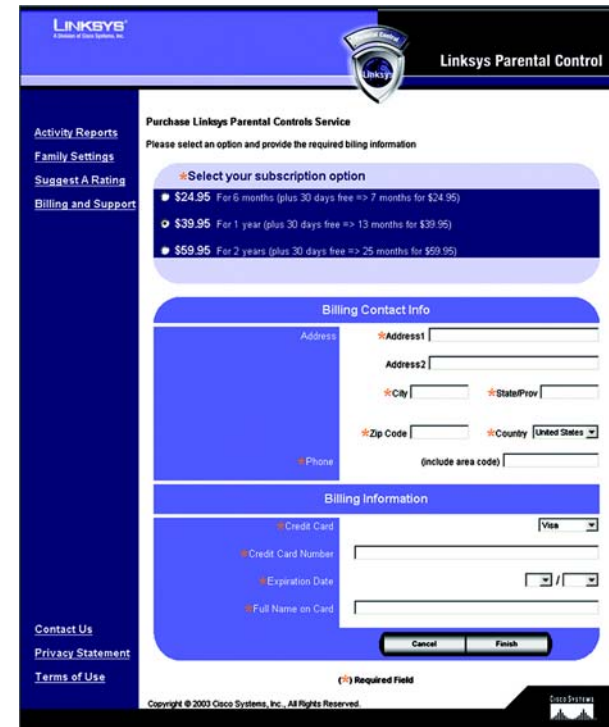 LINKSYS®
A Division of Cisco Systems, Inc.
Parental Control
Linksys
Linksys Parental Control
Activity Reports
Family Settings
Suggest A Rating
Billing and Support
Purchase Linksys Parental Controls Service
Please select an option and provide the required biling information
*Select your subscription option
$24.95 For 6 months (plus 30 days free => 7 months for $24.95)
$39.95 For 1 year (plus 30 days free => 13 months for $39.95)
$59.95 For 2 years (plus 30 days free => 25 months for $59.95)
Billing Contact Info
Address *Address1
Address2
*City *State/Prov
*Zip Code *Country United States
*Phone (include area code)
Billing Information
*Credit Card Visa
*Credit Card Number
*Expiration Date /
*Full Name on Card
Cancel Finish
(*) Required Field
Contact Us
Privacy Statement
Terms of Use
Copyright © 2003 Cisco Systems, Inc., All Rights Reserved.
CISCO SYSTEMS